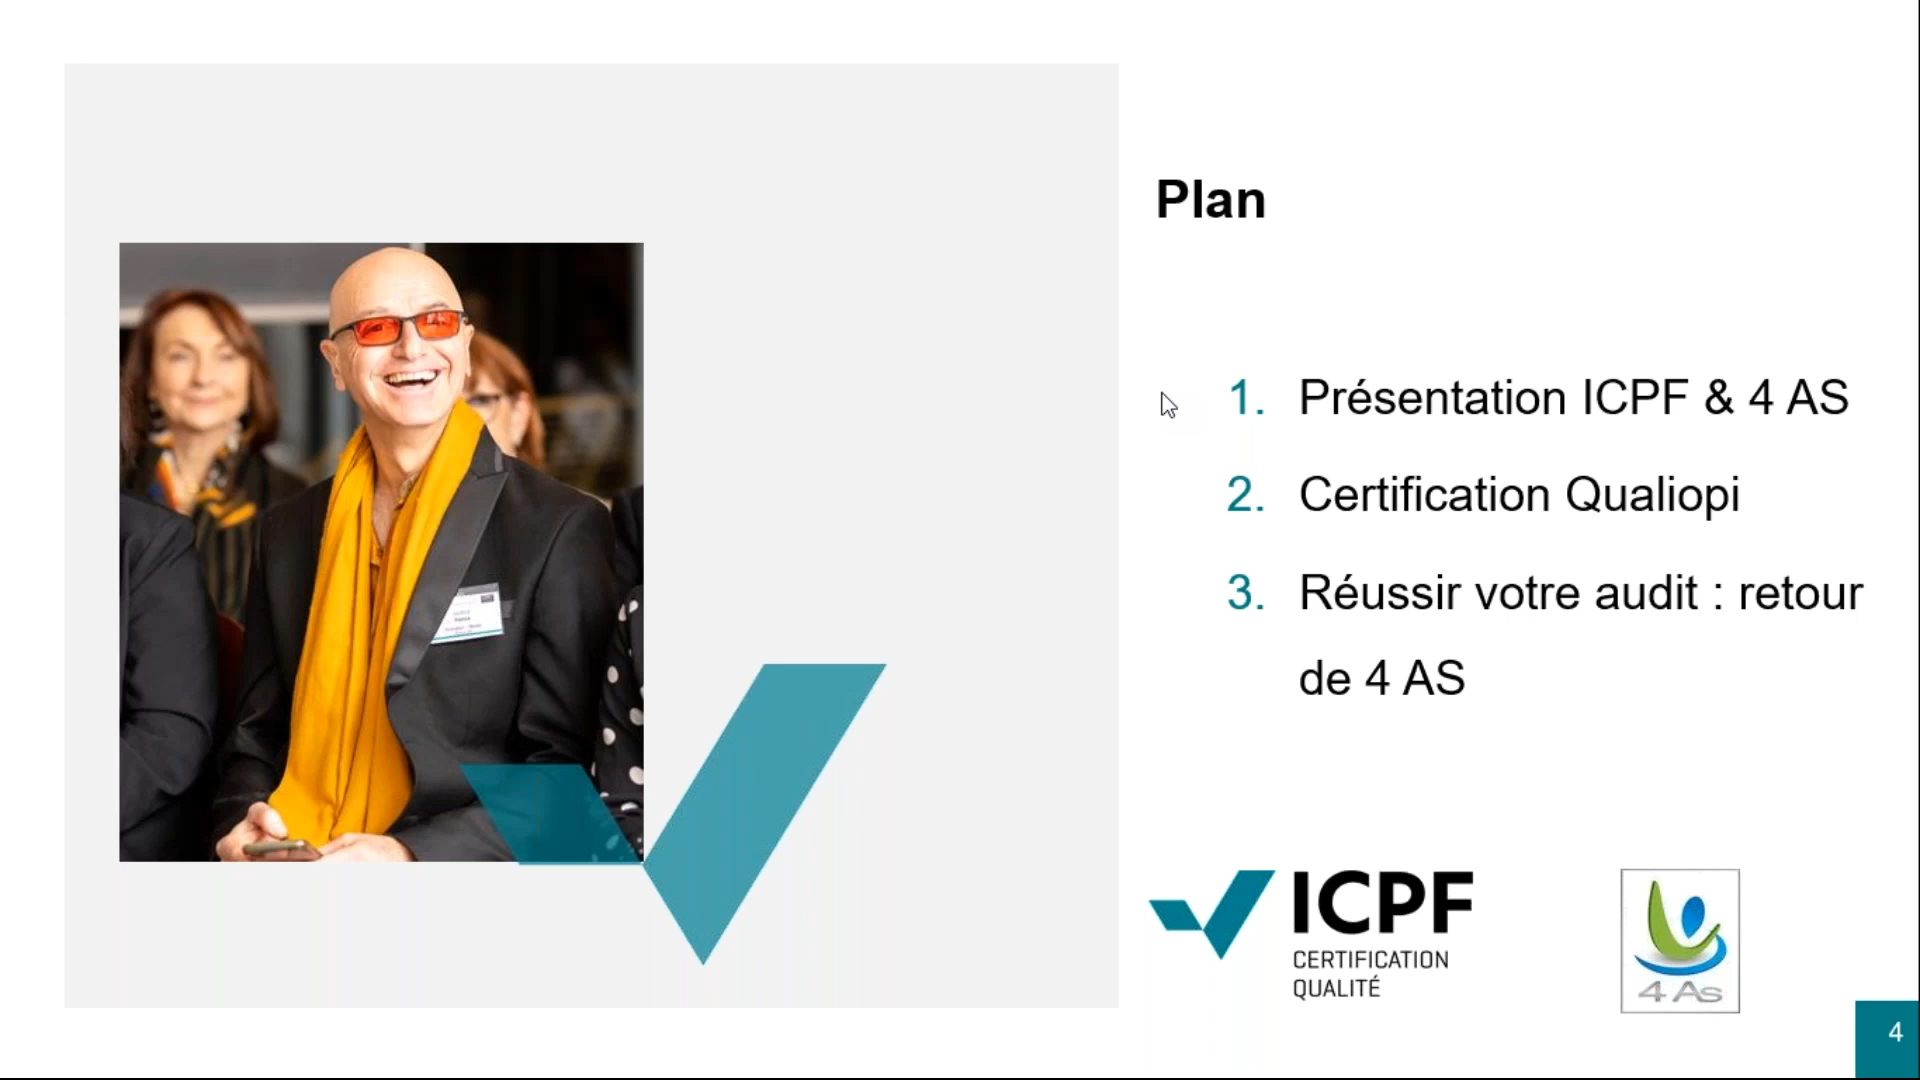 Plan
1. Présentation ICPF & 4 AS
2. Certification Qualiopi
3. Réussir votre audit : retour
de 4 AS
ICPF
CERTIFICATION
QUALITÉ
4 As
4